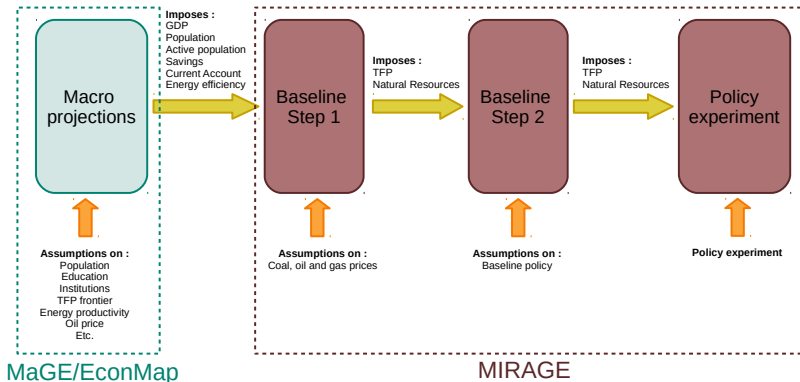 Imposes :
GDP
Population
Active population
Savings
Current Account
Energy efficiency
Macro
projections
Assumptions on :
Population
Education
Institutions
TFP frontier
Energy productivity
Oil price
Etc.
MaGE/EconMap
Baseline
Step 1
Assumptions on :
Coal, oil and gas prices
Imposes :
TFP
Natural Resources
Baseline
Step 2
Assumptions on :
Baseline policy
Imposes :
TFP
Natural Resources
Policy
experiment
Policy experiment
MIRAGE